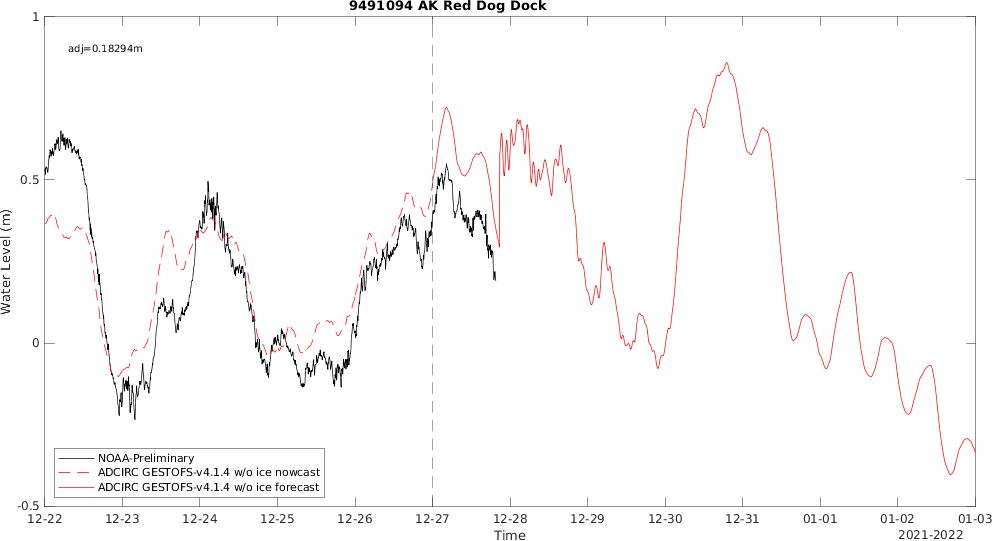 9491094 AK Red Dog Dock
1
adj=0.18294m
0.5
Water Level (m)
0
NOAA-Preliminary
ADCIRC GESTOFS-v4.1.4 w/o ice nowcast
ADCIRC GESTOFS-v4.1.4 w/o ice forecast
-0.5
12-22 12-23 12-24 12-25 12-26 12-27 12-28 12-29 12-30 12-31 01-01 01-02 01-03
Time
2021-2022